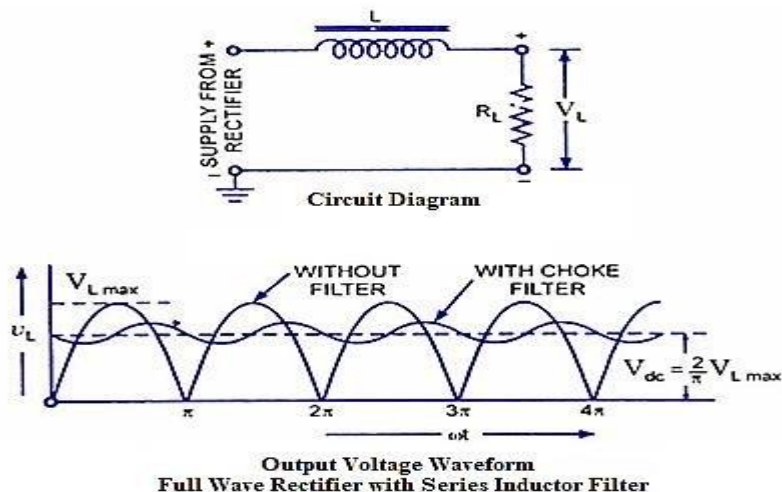 L
+
SUPPLY FROM +
RECTIFIER
R_L
V_L
−
−
Circuit Diagram
V_L max
WITHOUT
FILTER
WITH CHOKE
FILTER
υ_L
V_dc = 2/π V_L max
π
2π
3π
4π
ωt
Output Voltage Waveform
Full Wave Rectifier with Series Inductor Filter